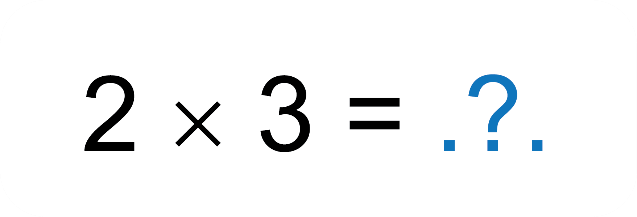 2 × 3 = .?.